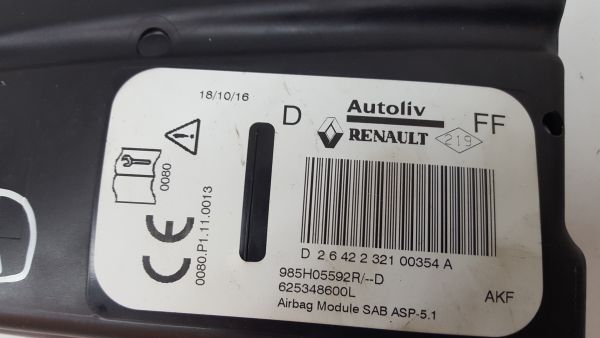 18/10/16
D
Autoliv
RENAULT
219
FF
0080
CE
0080.P1.11.0013
D 2 6 42 2 321 00354 A
985H05592R/--D
625348600L
AKF
Airbag Module SAB ASP-5.1